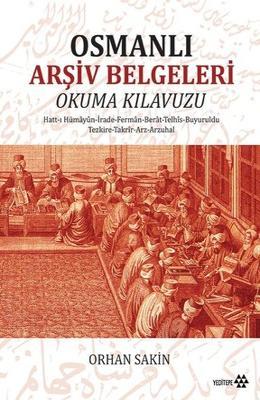 OSMANLI
ARŞİV BELGELERİ
OKUMA KILAVUZU
Hatt-ı Hümâyûn-İrade-Fermân-Berât-Telhîs-Buyuruldu
Tezkire-Takrîr-Arz-Arzuhal
ORHAN SAKİN
YEDİTEPE